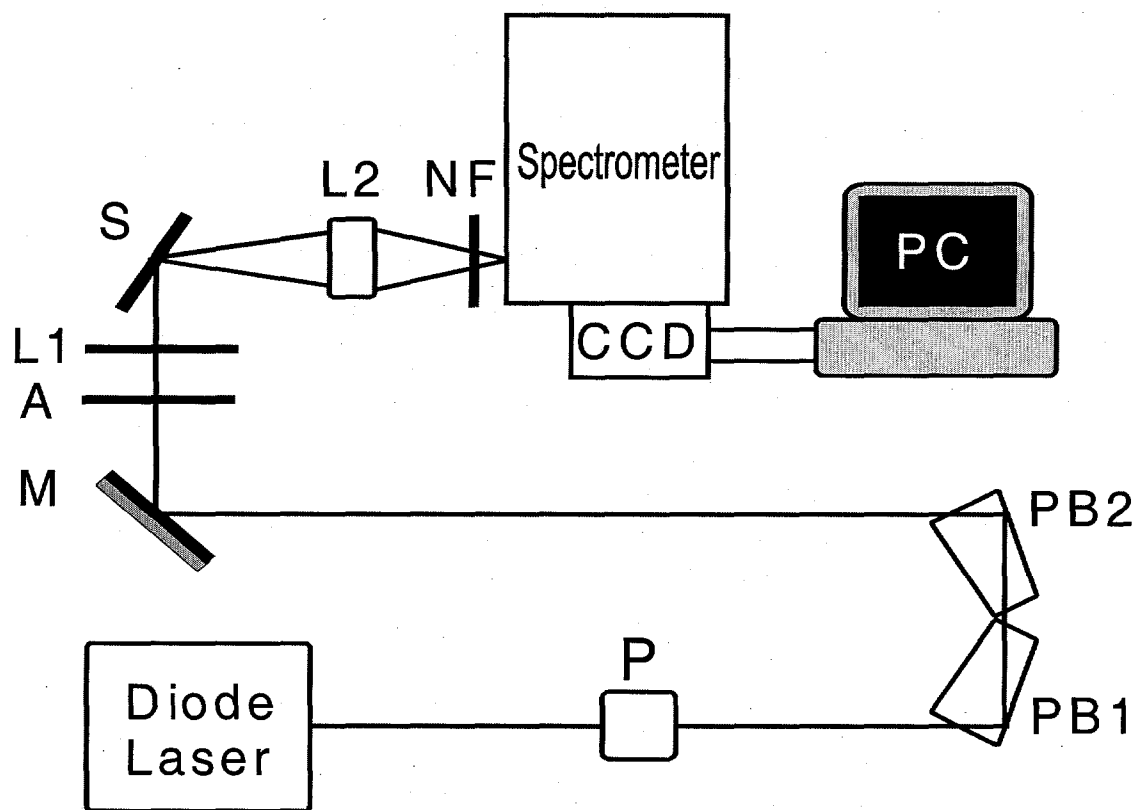 Spectrometer
L2
NF
S
PC
CCD
L1
A
M
PB2
P
Diode
Laser
PB1